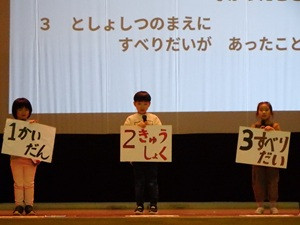 3 としょしつのまえに
すべりだいが あったこと
1かい
だん
2きゅう
しょく
3すべり
だい